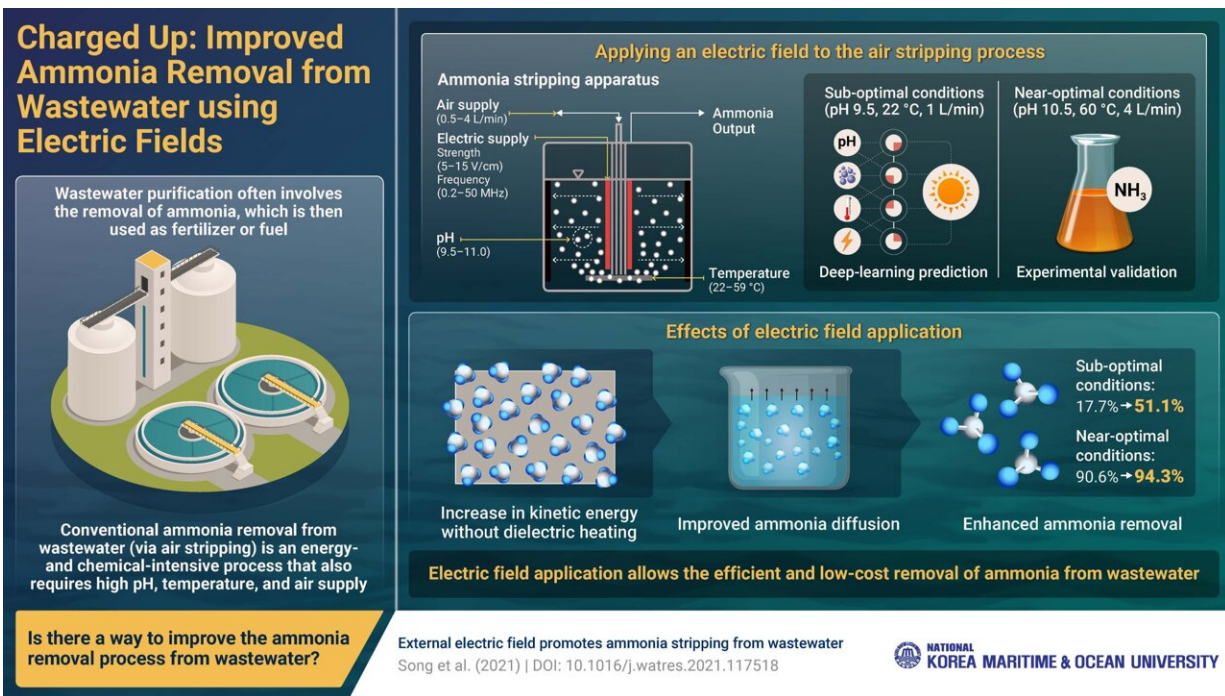 Charged Up: Improved
Ammonia Removal from
Wastewater using
Electric Fields
Wastewater purification often involves
the removal of ammonia, which is then
used as fertilizer or fuel
Conventional ammonia removal from
wastewater (via air stripping) is an energy-
and chemical-intensive process that also
requires high pH, temperature, and air supply
Is there a way to improve the ammonia
removal process from wastewater?
Applying an electric field to the air stripping process
Ammonia stripping apparatus
Air supply
(0.5–4 L/min)
Electric supply
Strength
(5–15 V/cm)
Frequency
(0.2–50 MHz)
pH
(9.5–11.0)
Ammonia
Output
Temperature
(22–59 °C)
Sub-optimal conditions
(pH 9.5, 22 °C, 1 L/min)
pH
Deep-learning prediction
Near-optimal conditions
(pH 10.5, 60 °C, 4 L/min)
NH₃
Experimental validation
Effects of electric field application
Increase in kinetic energy
without dielectric heating
Improved ammonia diffusion
Sub-optimal
conditions:
17.7%→51.1%
Near-optimal
conditions:
90.6%→94.3%
Enhanced ammonia removal
Electric field application allows the efficient and low-cost removal of ammonia from wastewater
External electric field promotes ammonia stripping from wastewater
Song et al. (2021) | DOI: 10.1016/j.watres.2021.117518
NATIONAL
KOREA MARITIME & OCEAN UNIVERSITY